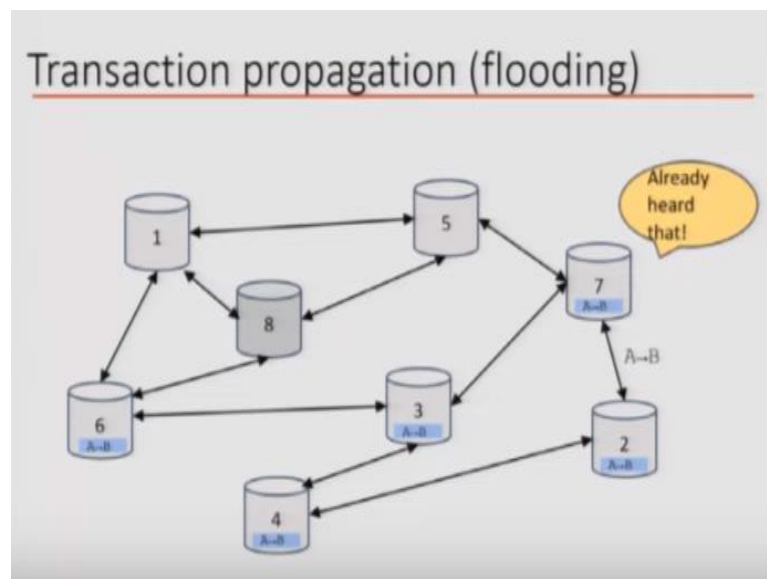 Transaction propagation (flooding)
Already
heard
that!
1
5
7
A→B
8
A→B
6
A→B
3
A→B
2
A→B
4
A→B